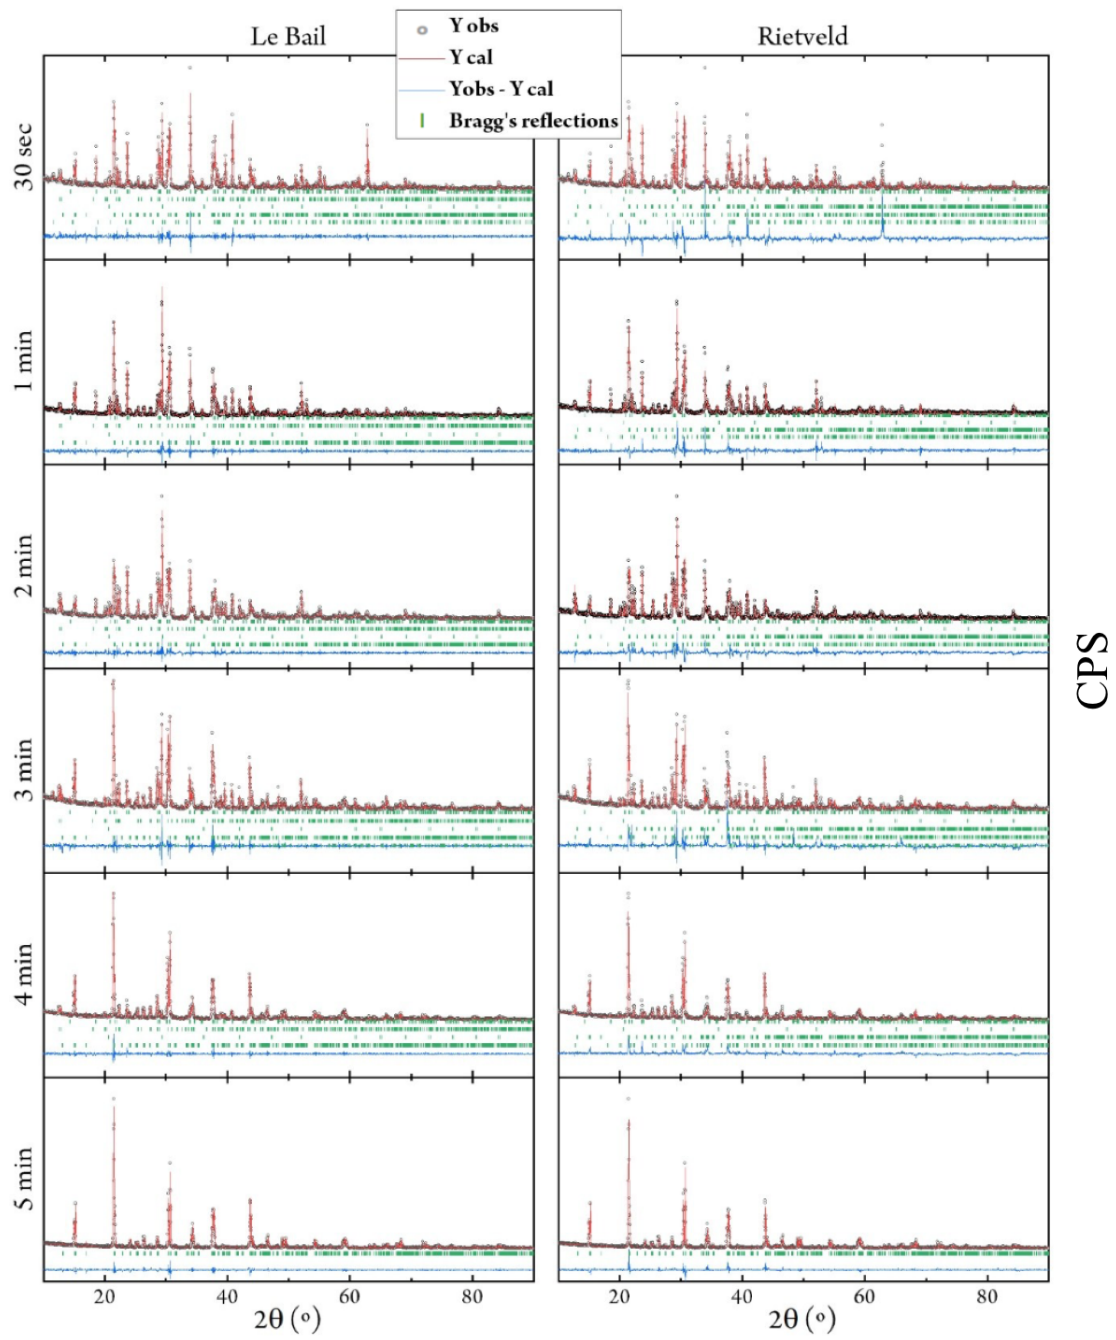 Le Bail
Rietveld
Y obs
Y cal
Yobs - Y cal
Bragg's reflections
30 sec
1 min
2 min
3 min
4 min
5 min
CPS
20 40 60 80
20 40 60 80
2θ (º)
2θ (º)